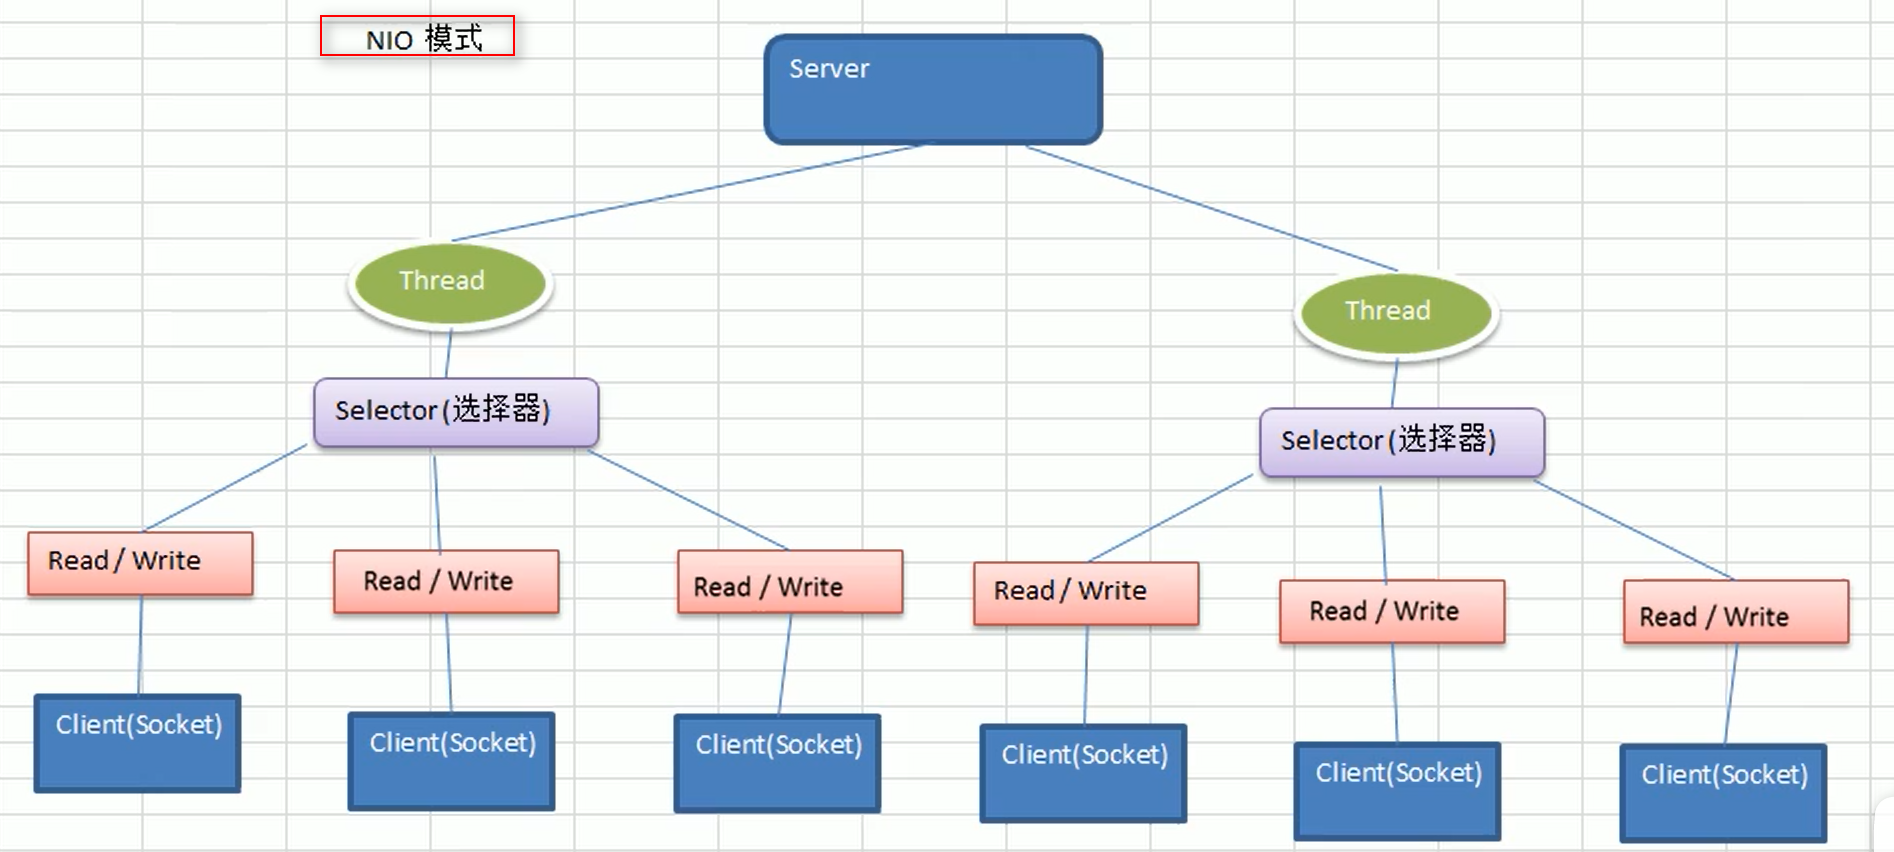 NIO 模式
Server
Thread
Thread
Selector(选择器)
Selector(选择器)
Read / Write
Read / Write
Read / Write
Read / Write
Read / Write
Read / Write
Client(Socket)
Client(Socket)
Client(Socket)
Client(Socket)
Client(Socket)
Client(Socket)